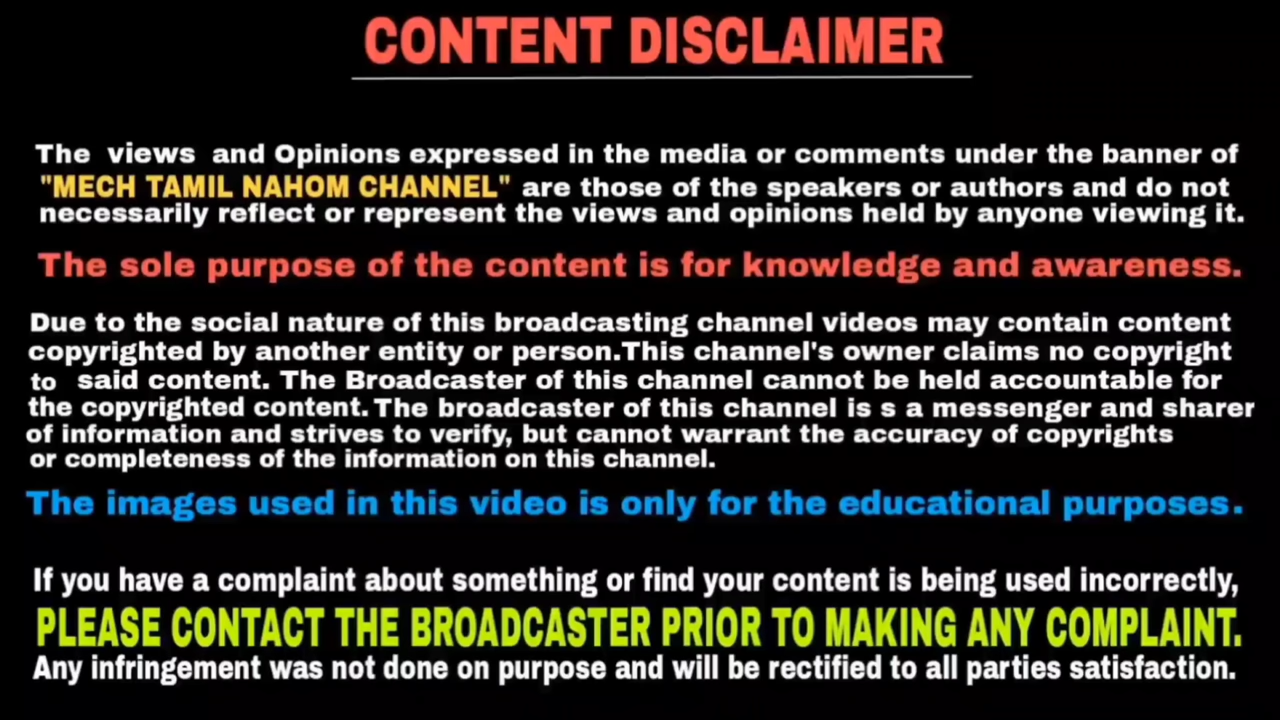 CONTENT DISCLAIMER
The views and Opinions expressed in the media or comments under the banner of
"MECH TAMIL NAHOM CHANNEL" are those of the speakers or authors and do not
necessarily reflect or represent the views and opinions held by anyone viewing it.
The sole purpose of the content is for knowledge and awareness.
Due to the social nature of this broadcasting channel videos may contain content
copyrighted by another entity or person.This channel's owner claims no copyright
to said content. The Broadcaster of this channel cannot be held accountable for
the copyrighted content. The broadcaster of this channel is s a messenger and sharer
of information and strives to verify, but cannot warrant the accuracy of copyrights
or completeness of the information on this channel.
The images used in this video is only for the educational purposes.
If you have a complaint about something or find your content is being used incorrectly,
PLEASE CONTACT THE BROADCASTER PRIOR TO MAKING ANY COMPLAINT.
Any infringement was not done on purpose and will be rectified to all parties satisfaction.